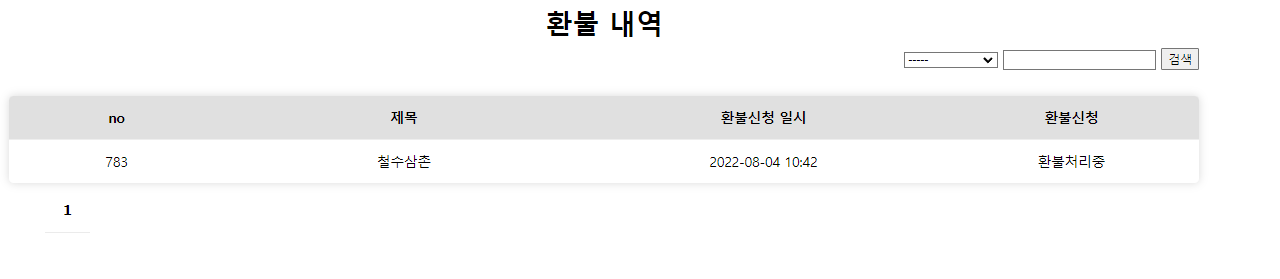 환불 내역
----- 검색
no 제목 환불신청 일시 환불신청
783 철수삼촌 2022-08-04 10:42 환불처리중
1